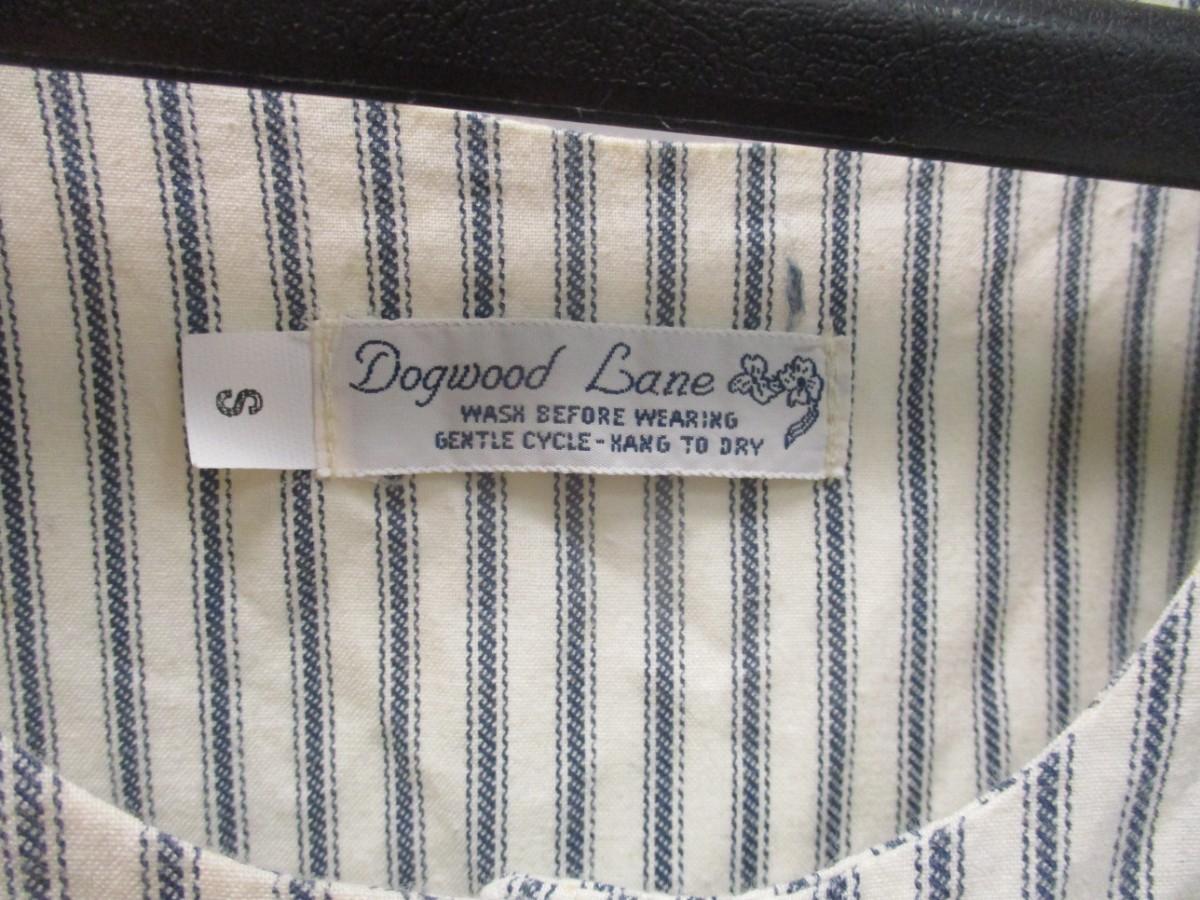 S
Dogwood Lane
WASH BEFORE WEARING
GENTLE CYCLE - HANG TO DRY